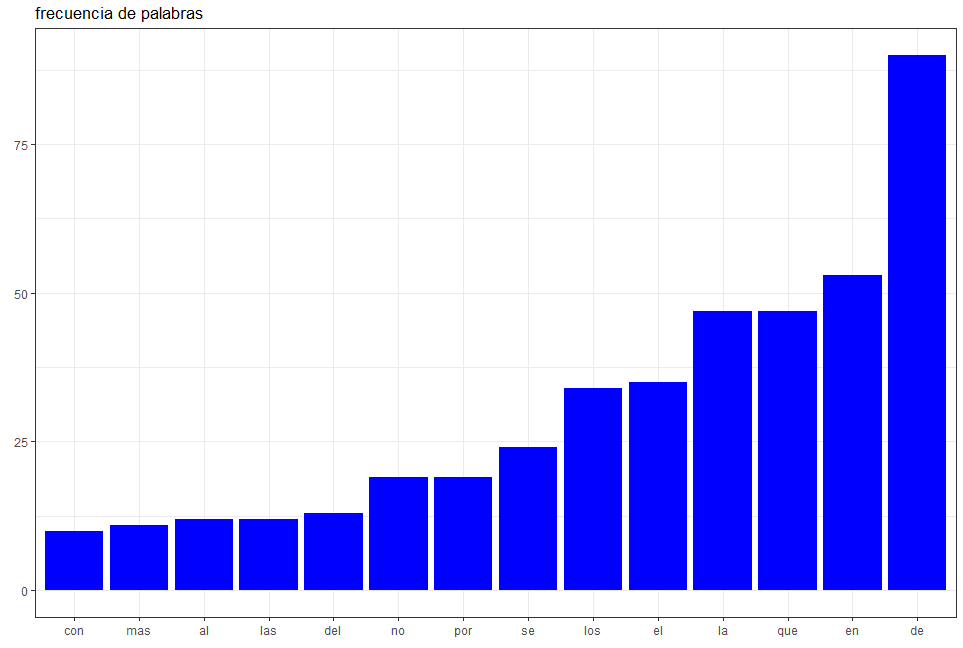 frecuencia de palabras
75
50
25
0
con mas al las del no por se los el la que en de